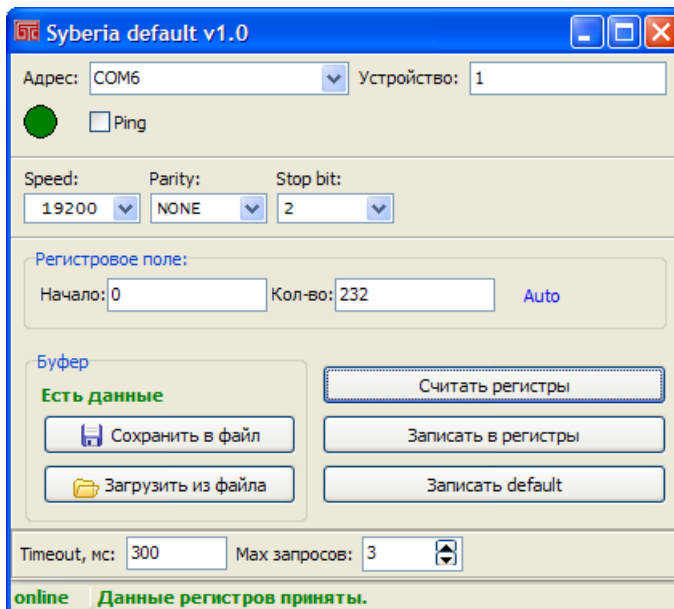 БТС Syberia default v1.0
Адрес: COM6 Устройство: 1
Ping
Speed: Parity: Stop bit:
19200 NONE 2
Регистровое поле:
Начало: 0 Кол-во: 232 Auto
Буфер
Есть данные
Считать регистры
Сохранить в файл
Записать в регистры
Загрузить из файла
Записать default
Timeout, мс: 300 Max запросов: 3
online Данные регистров приняты.